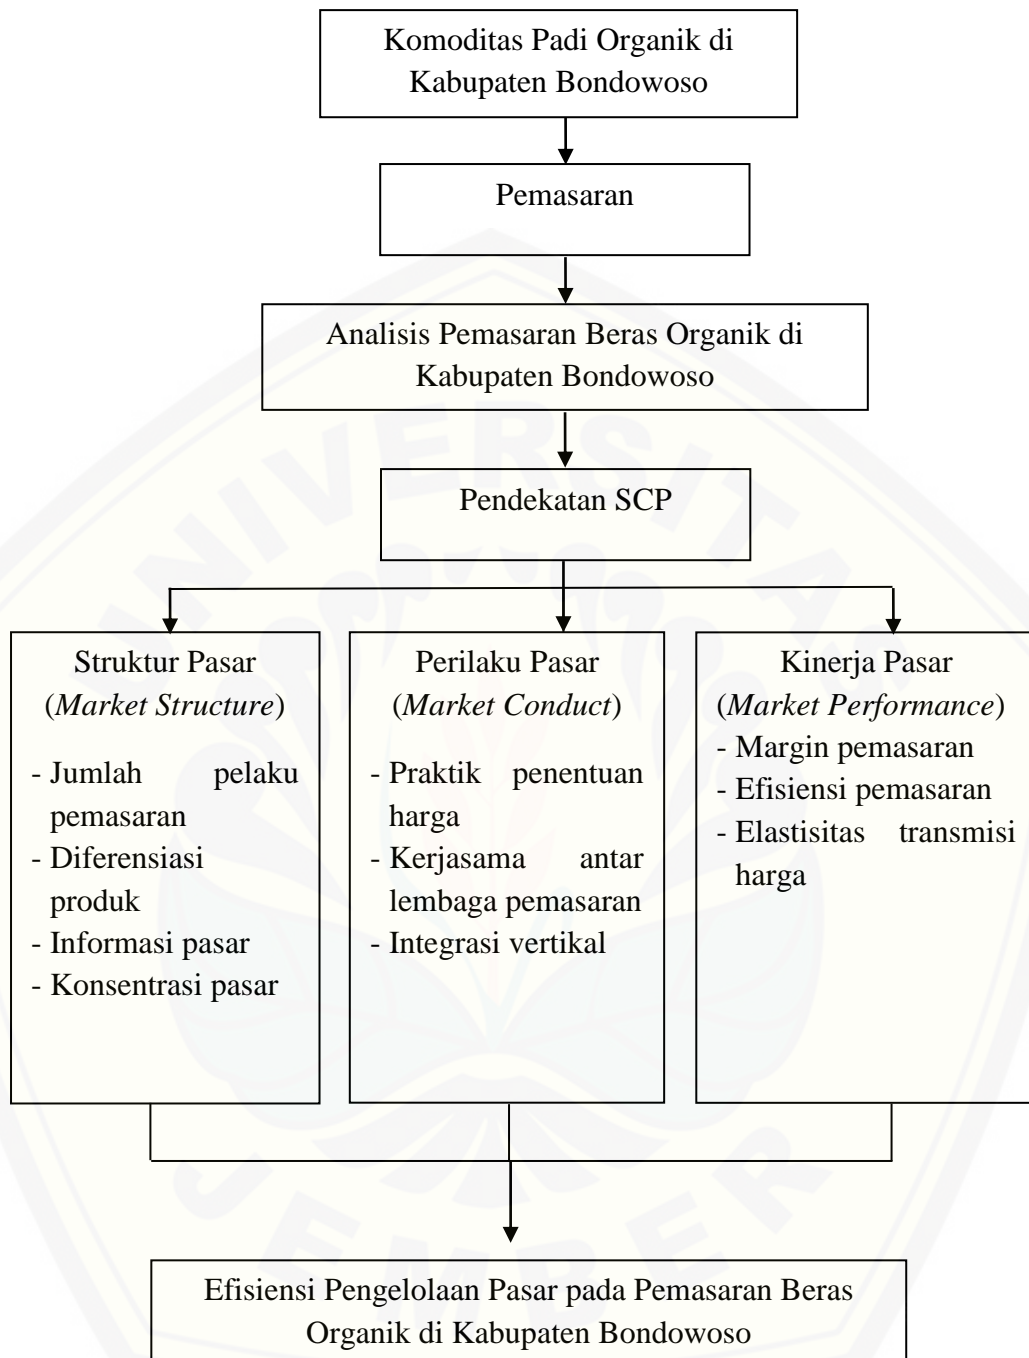 Komoditas Padi Organik di
Kabupaten Bondowoso
Pemasaran
Analisis Pemasaran Beras Organik di
Kabupaten Bondowoso
Pendekatan SCP
Struktur Pasar
(Market Structure)
- Jumlah pelaku
pemasaran
- Diferensiasi
produk
- Informasi pasar
- Konsentrasi pasar
Perilaku Pasar
(Market Conduct)
- Praktik penentuan
harga
- Kerjasama antar
lembaga pemasaran
- Integrasi vertikal
Kinerja Pasar
(Market Performance)
- Margin pemasaran
- Efisiensi pemasaran
- Elastisitas transmisi
harga
Efisiensi Pengelolaan Pasar pada Pemasaran Beras
Organik di Kabupaten Bondowoso
UNIVERSITAS
JEMBER